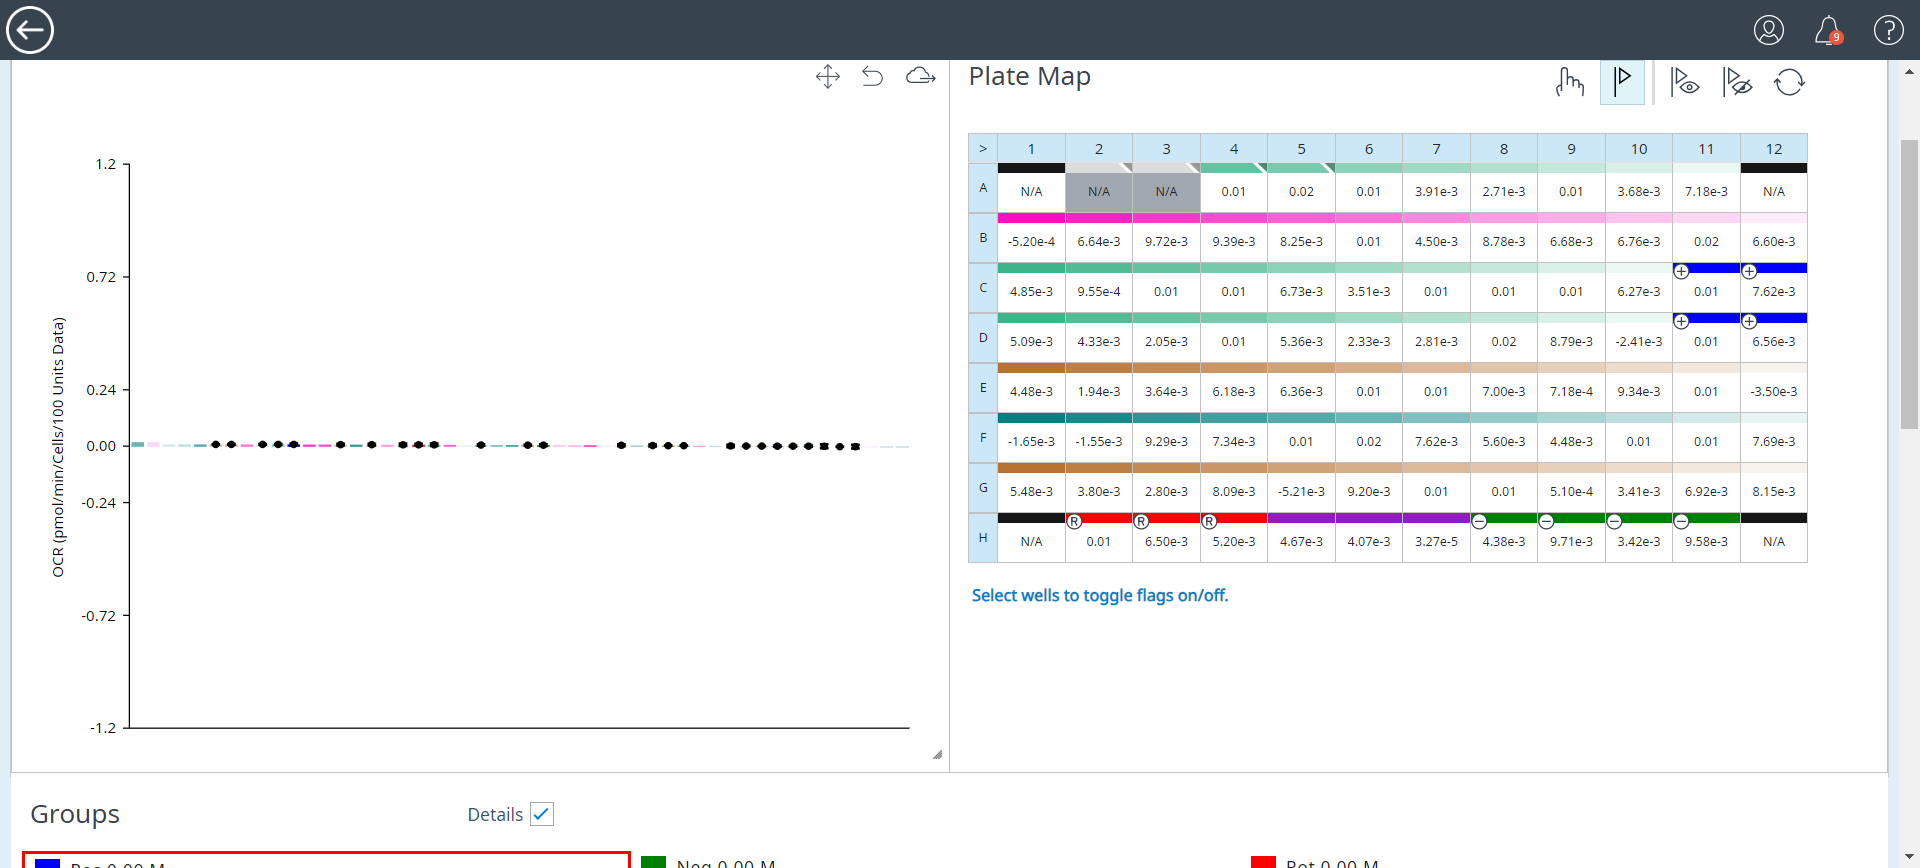 9
?
Plate Map
1.2
0.72
0.24
0.00
-0.24
-0.72
-1.2
OCR (pmol/min/Cells/100 Units Data)
> 1 2 3 4 5 6 7 8 9 10 11 12
A N/A N/A N/A 0.01 0.02 0.01 3.91e-3 2.71e-3 0.01 3.68e-3 7.18e-3 N/A
B -5.20e-4 6.64e-3 9.72e-3 9.39e-3 8.25e-3 0.01 4.50e-3 8.78e-3 6.68e-3 6.76e-3 0.02 6.60e-3
C 4.85e-3 9.55e-4 0.01 0.01 6.73e-3 3.51e-3 0.01 0.01 0.01 6.27e-3 0.01 7.62e-3
D 5.09e-3 4.33e-3 2.05e-3 0.01 5.36e-3 2.33e-3 2.81e-3 0.02 8.79e-3 -2.41e-3 0.01 6.56e-3
E 4.48e-3 1.94e-3 3.64e-3 6.18e-3 6.36e-3 0.01 0.01 7.00e-3 7.18e-4 9.34e-3 0.01 -3.50e-3
F -1.65e-3 -1.55e-3 9.29e-3 7.34e-3 0.01 0.02 7.62e-3 5.60e-3 4.48e-3 0.01 0.01 7.69e-3
G 5.48e-3 3.80e-3 2.80e-3 8.09e-3 -5.21e-3 9.20e-3 0.01 0.01 5.10e-4 3.41e-3 6.92e-3 8.15e-3
R R R
H N/A 0.01 6.50e-3 5.20e-3 4.67e-3 4.07e-3 3.27e-5 4.38e-3 9.71e-3 3.42e-3 9.58e-3 N/A
Select wells to toggle flags on/off.
Groups
Details
Pos 0.00 M
Neg 0.00 M
Rot 0.00 M